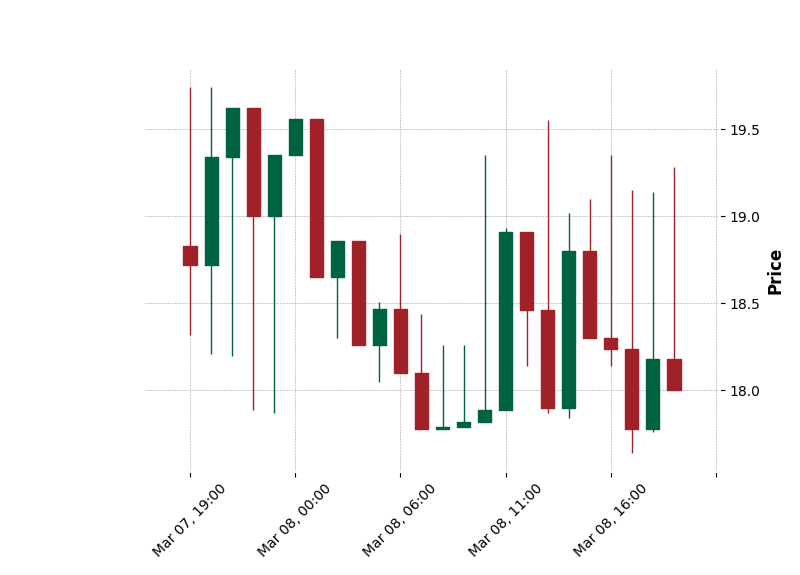 19.5
19.0
18.5
18.0
Price
Mar 07, 19:00
Mar 08, 00:00
Mar 08, 06:00
Mar 08, 11:00
Mar 08, 16:00